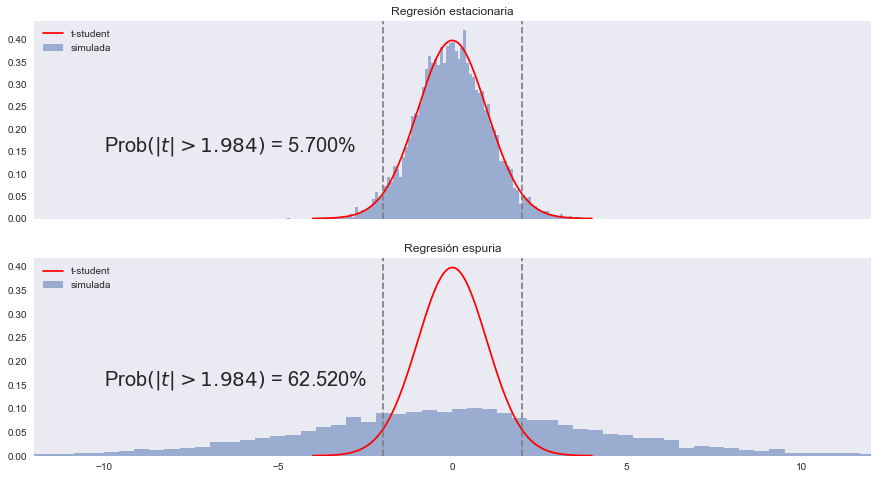 Regresión estacionaria
0.40
0.35
0.30
0.25
0.20
0.15
0.10
0.05
0.00
t-student
simulada
Prob(|t| > 1.984) = 5.700%
Regresión espuria
0.40
0.35
0.30
0.25
0.20
0.15
0.10
0.05
0.00
t-student
simulada
Prob(|t| > 1.984) = 62.520%
−10 −5 0 5 10